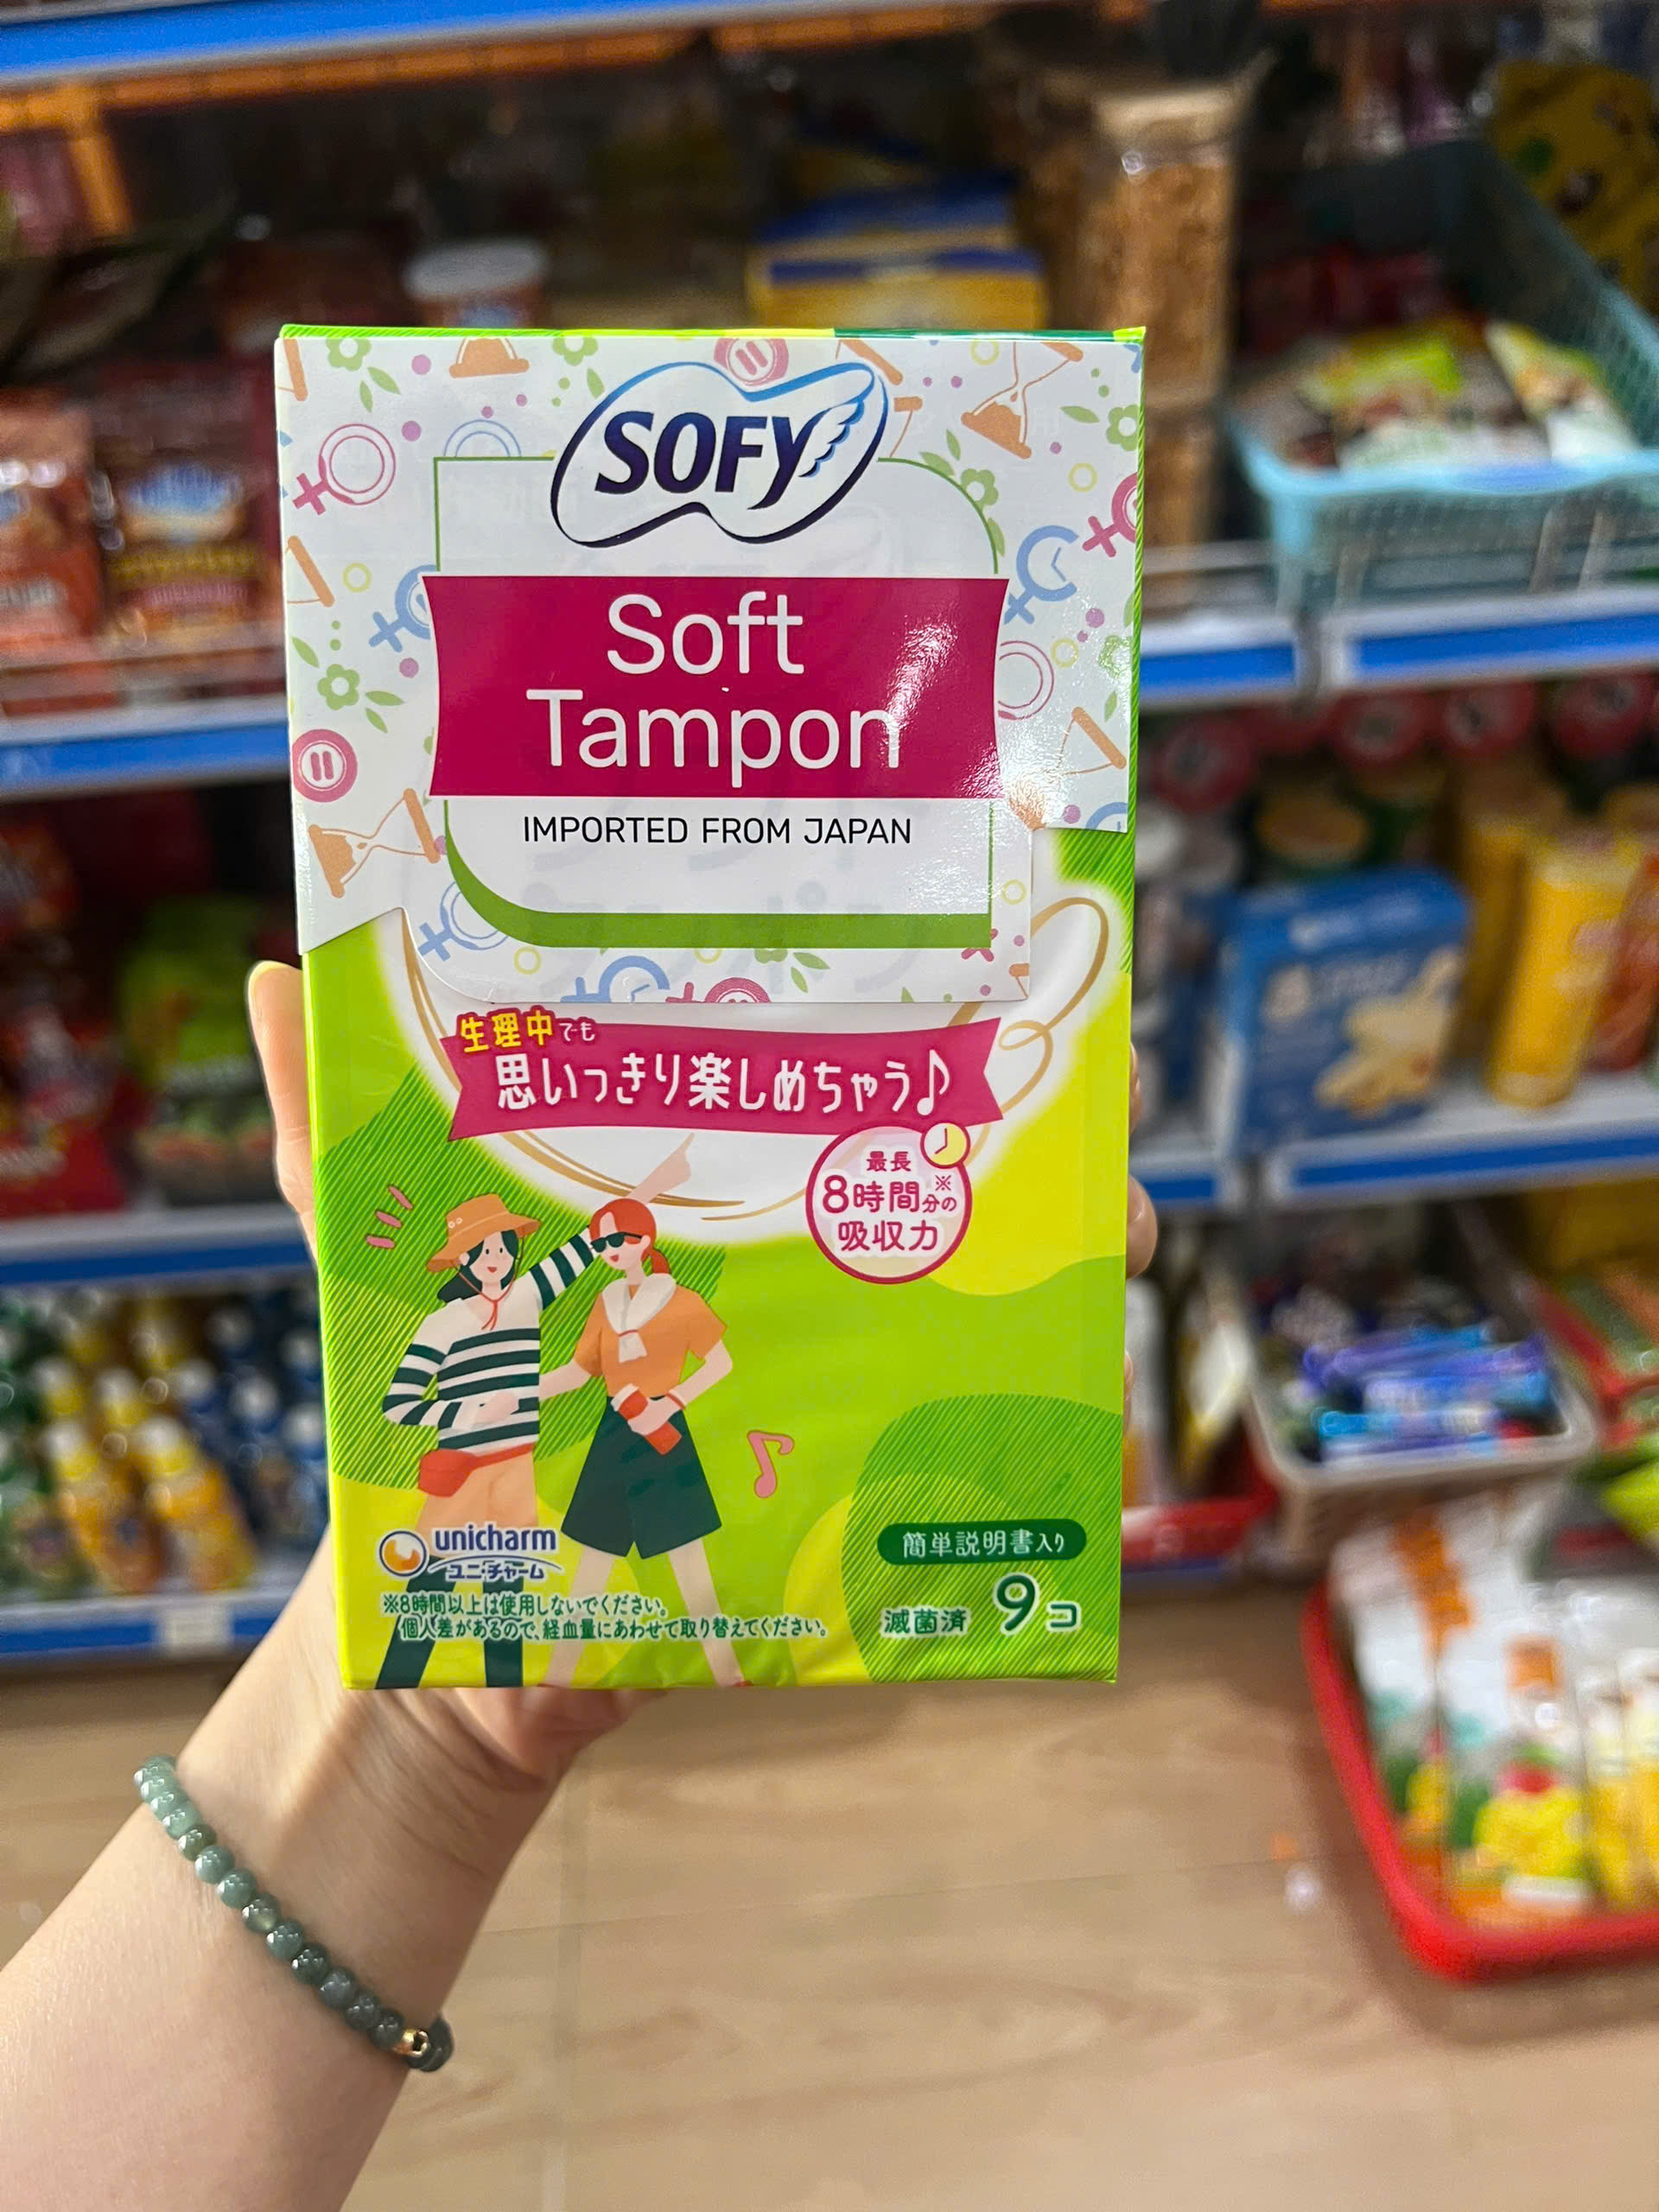 SOFY
Soft
Tampon
IMPORTED FROM JAPAN
生理中でも
思いっきり楽しめちゃう♪
最長
8時間分の※
吸収力
unicharm
ユニ・チャーム
簡単説明書入り
※8時間以上は使用しないでください。
個人差があるので、経血量にあわせて取り替えてください。
滅菌済 9コ